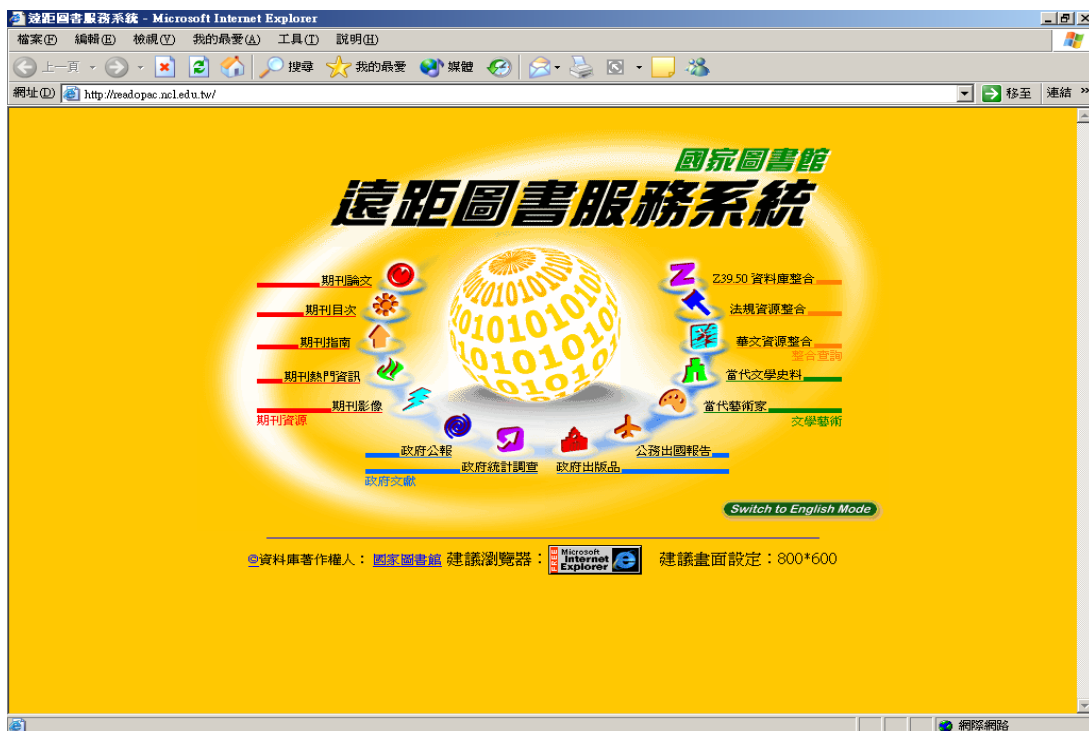 遠距圖書服務系統 - Microsoft Internet Explorer
檔案(F) 編輯(E) 檢視(V) 我的最愛(A) 工具(T) 說明(H)
上一頁 搜尋 我的最愛 媒體
網址(D) http://readopac.ncl.edu.tw/ 移至 連結 »
國家圖書館
遠距圖書服務系統
期刊論文 Z39.50 資料庫整合
期刊目次 法規資源整合
期刊指南 華文資源整合
整合查詢
期刊熱門資訊 當代文學史料
期刊影像 當代藝術家
期刊資源 文學藝術
政府公報 公務出國報告
政府統計調查 政府出版品
政府文獻
Switch to English Mode
©資料庫著作權人： 國家圖書館 建議瀏覽器： FREE Microsoft Internet Explorer 建議畫面設定：800*600
網際網路